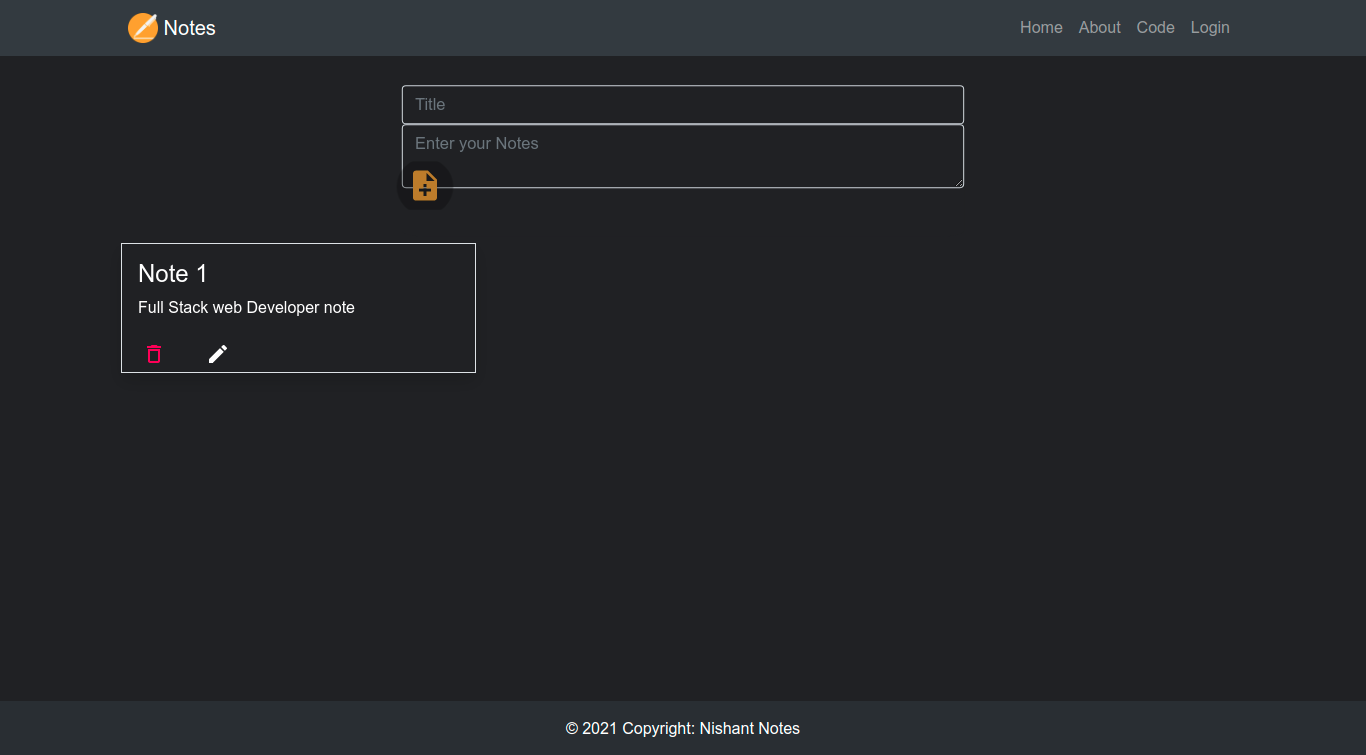 Notes
Home About Code Login
Title
Enter your Notes
Note 1
Full Stack web Developer note
© 2021 Copyright: Nishant Notes